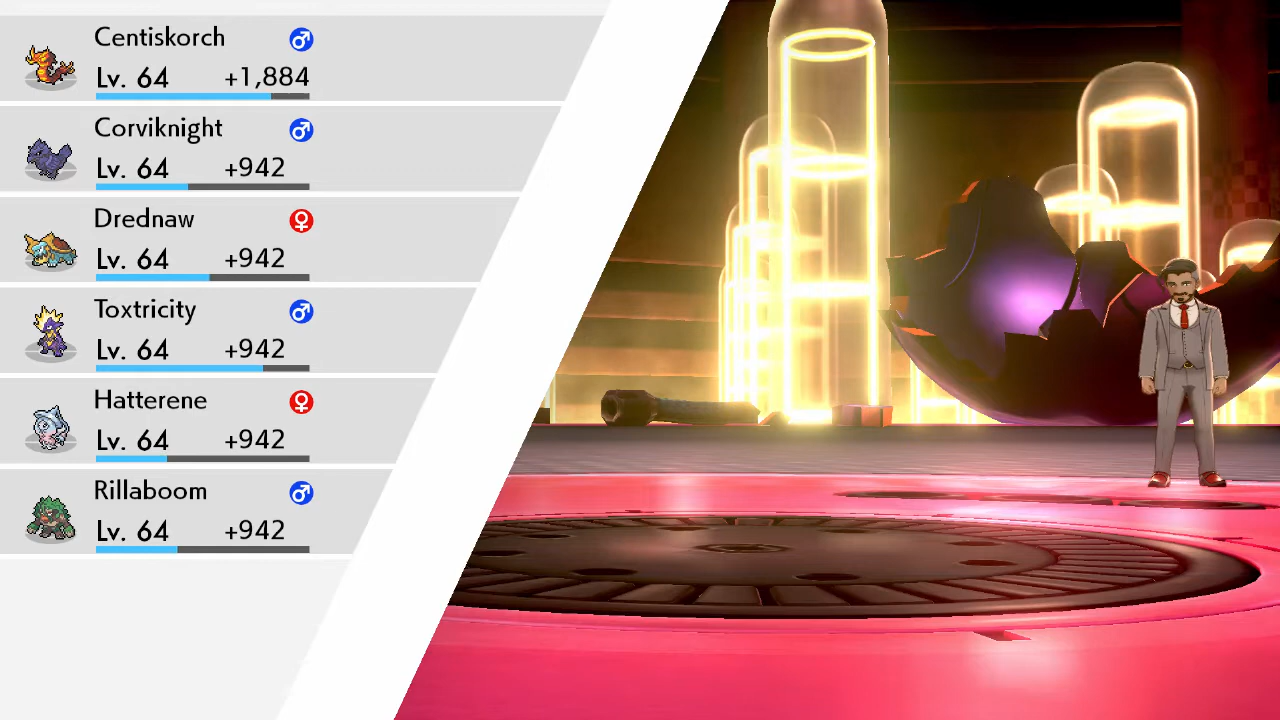 Centiskorch ♂
Lv. 64 +1,884
Corviknight ♂
Lv. 64 +942
Drednaw ♀
Lv. 64 +942
Toxtricity ♂
Lv. 64 +942
Hatterene ♀
Lv. 64 +942
Rillaboom ♂
Lv. 64 +942